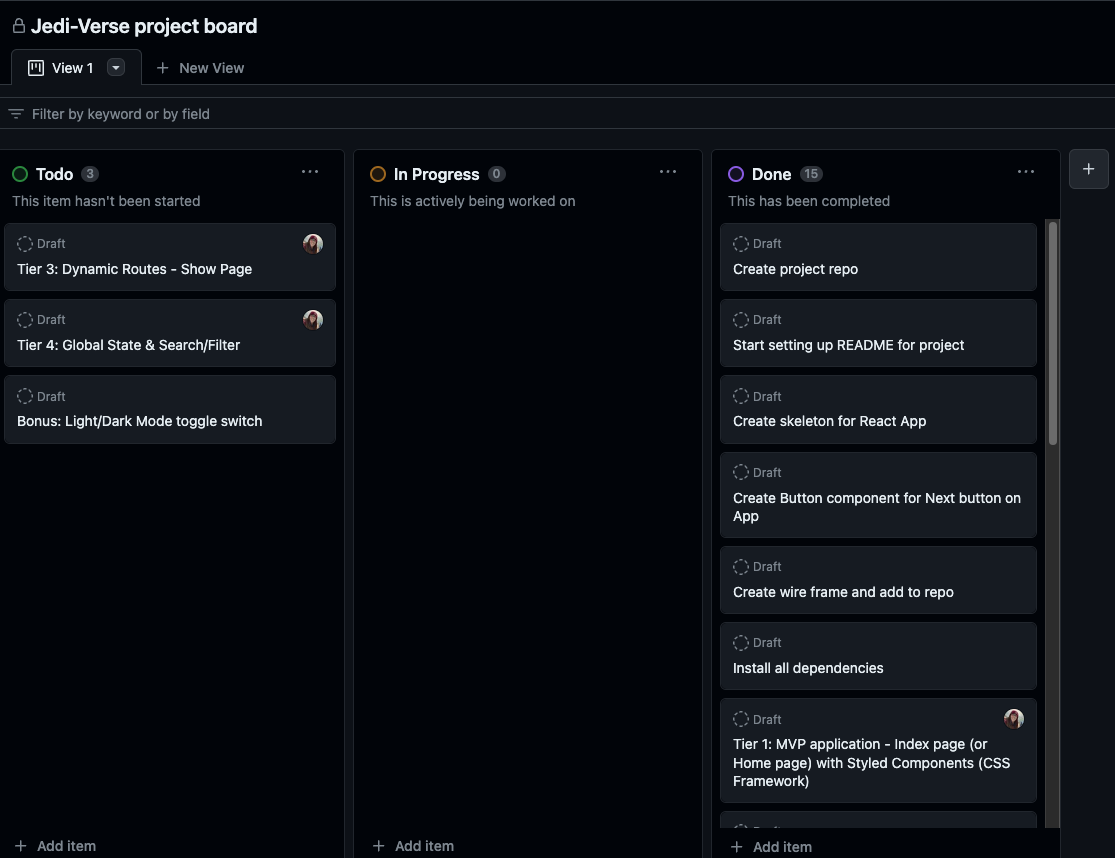 Jedi-Verse project board
View 1
New View
Filter by keyword or by field
Todo 3
This item hasn't been started
Draft
Tier 3: Dynamic Routes - Show Page
Draft
Tier 4: Global State & Search/Filter
Draft
Bonus: Light/Dark Mode toggle switch
Add item
In Progress 0
This is actively being worked on
Add item
Done 15
This has been completed
Draft
Create project repo
Draft
Start setting up README for project
Draft
Create skeleton for React App
Draft
Create Button component for Next button on
App
Draft
Create wire frame and add to repo
Draft
Install all dependencies
Draft
Tier 1: MVP application - Index page (or
Home page) with Styled Components (CSS
Framework)
Add item